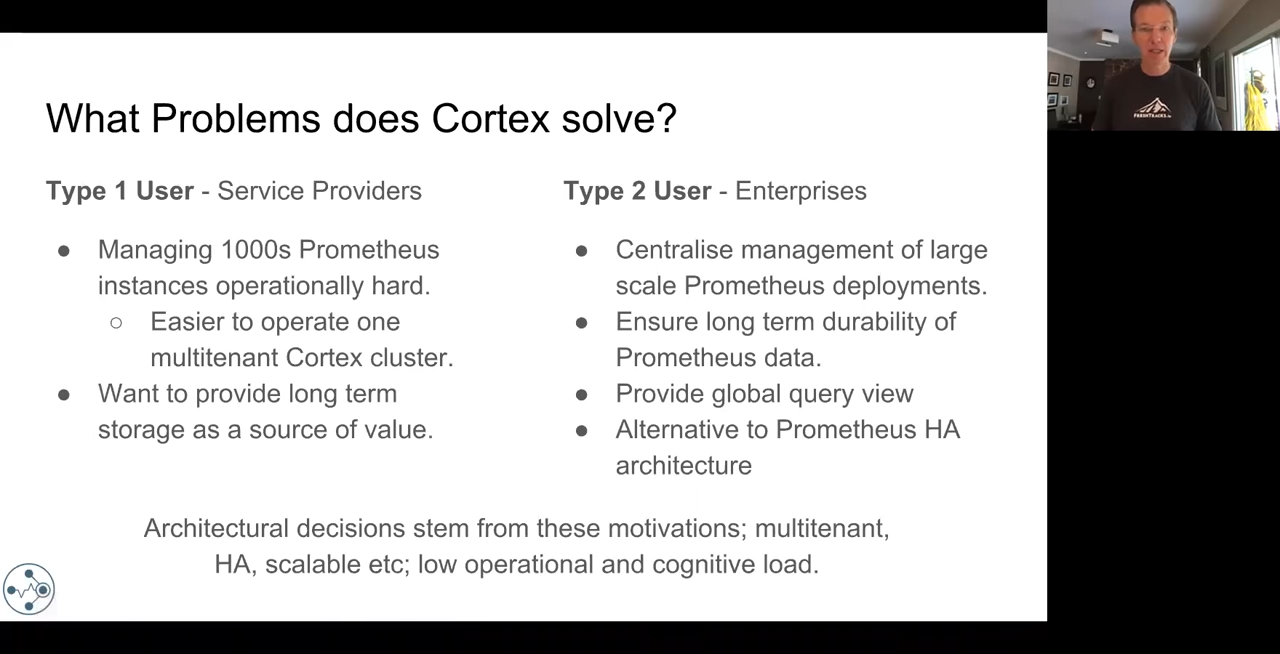 What Problems does Cortex solve?
Type 1 User - Service Providers
● Managing 1000s Prometheus
instances operationally hard.
○ Easier to operate one
multitenant Cortex cluster.
● Want to provide long term
storage as a source of value.
Type 2 User - Enterprises
● Centralise management of large
scale Prometheus deployments.
● Ensure long term durability of
Prometheus data.
● Provide global query view
● Alternative to Prometheus HA
architecture
Architectural decisions stem from these motivations; multitenant,
HA, scalable etc; low operational and cognitive load.
FRESHTRACKS.io